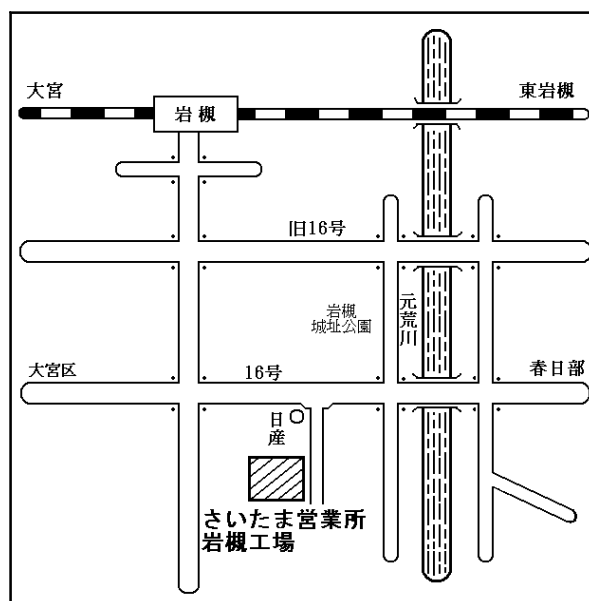 大宮
東岩槻
岩槻
旧16号
岩槻
城址公園
元荒川
大宮区
16号
春日部
日産
さいたま営業所
岩槻工場